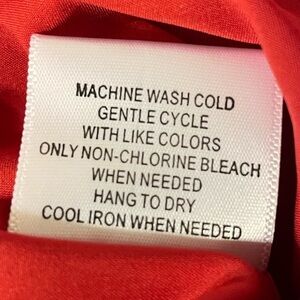 MACHINE WASH COLD
GENTLE CYCLE
WITH LIKE COLORS
ONLY NON-CHLORINE BLEACH
WHEN NEEDED
HANG TO DRY
COOL IRON WHEN NEEDED